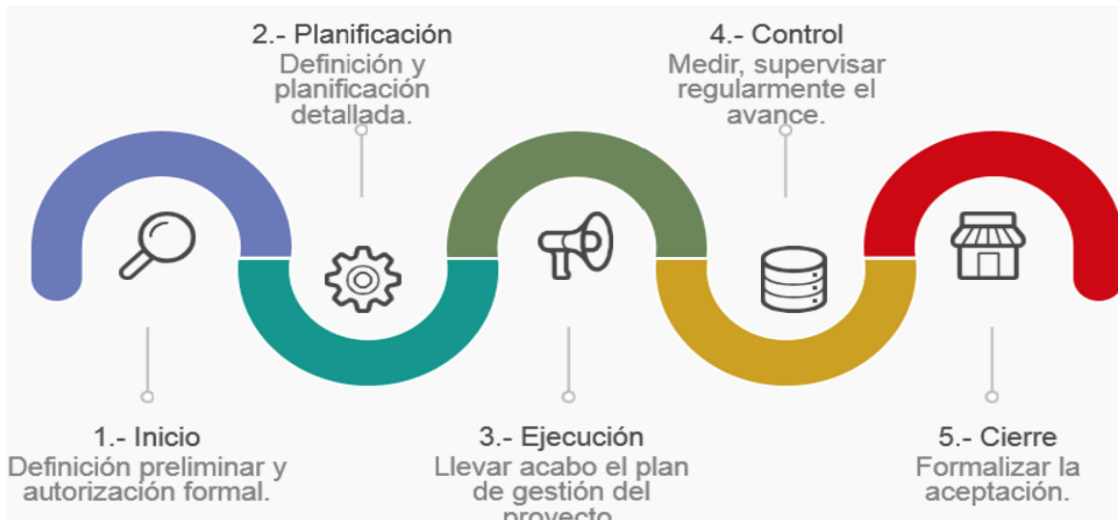 2.- Planificación
Definición y
planificación
detallada.
4.- Control
Medir, supervisar
regularmente el
avance.
1.- Inicio
Definición preliminar y
autorización formal.
3.- Ejecución
Llevar acabo el plan
de gestión del
proyecto
5.- Cierre
Formalizar la
aceptación.